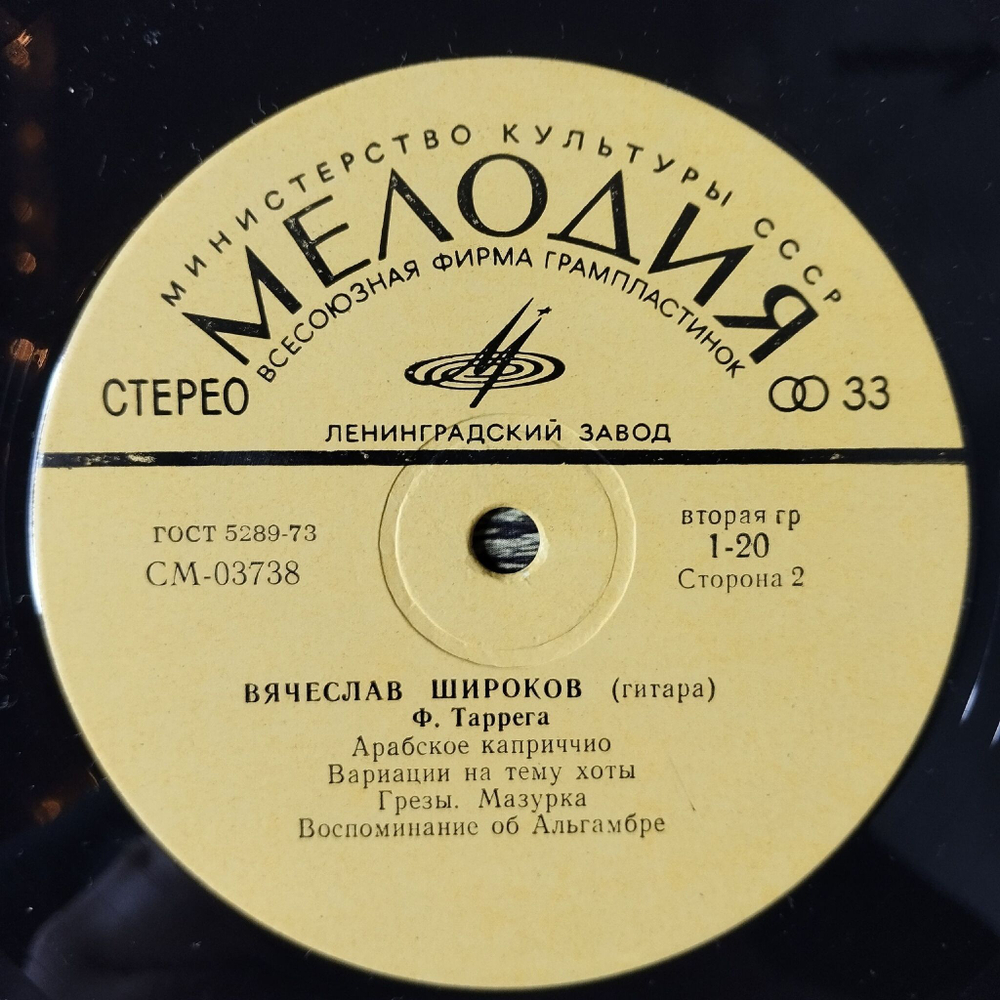 МИНИСТЕРСТВО КУЛЬТУРЫ СССР
МЕЛОДИЯ
ВСЕСОЮЗНАЯ ФИРМА ГРАМПЛАСТИНОК
СТЕРЕО
33
ЛЕНИНГРАДСКИЙ ЗАВОД
ГОСТ 5289-73
СМ-03738
вторая гр
1-20
Сторона 2
ВЯЧЕСЛАВ ШИРОКОВ (гитара)
Ф. Таррега
Арабское каприччио
Вариации на тему хоты
Грезы. Мазурка
Воспоминание об Альгамбре